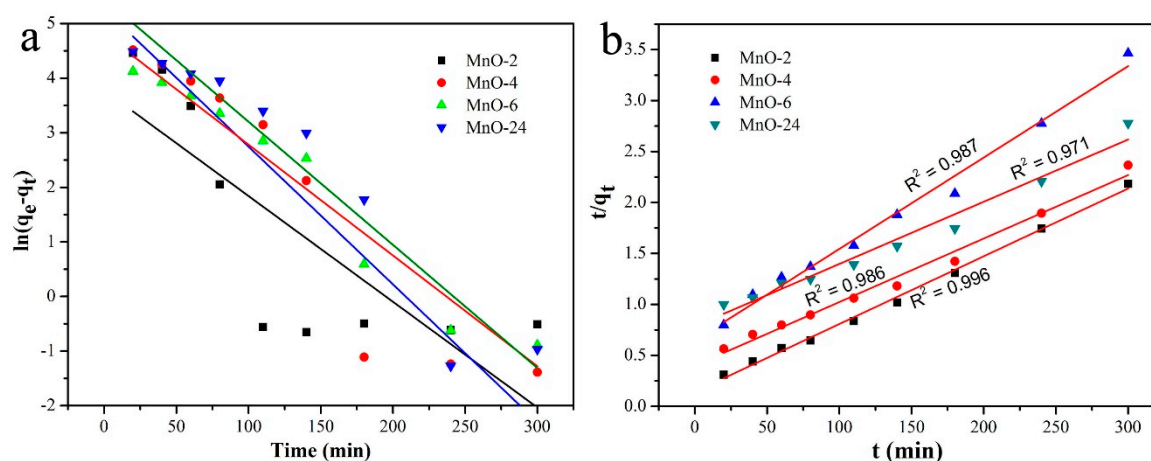 a
ln(qe-qt)
5
4
3
2
1
0
-1
-2
0
50
100
150
200
250
300
Time (min)
MnO-2
MnO-4
MnO-6
MnO-24
b
t/qt
3.5
3.0
2.5
2.0
1.5
1.0
0.5
0.0
0
50
100
150
200
250
300
t (min)
MnO-2
MnO-4
MnO-6
MnO-24
R² = 0.987
R² = 0.971
R² = 0.986
R² = 0.996